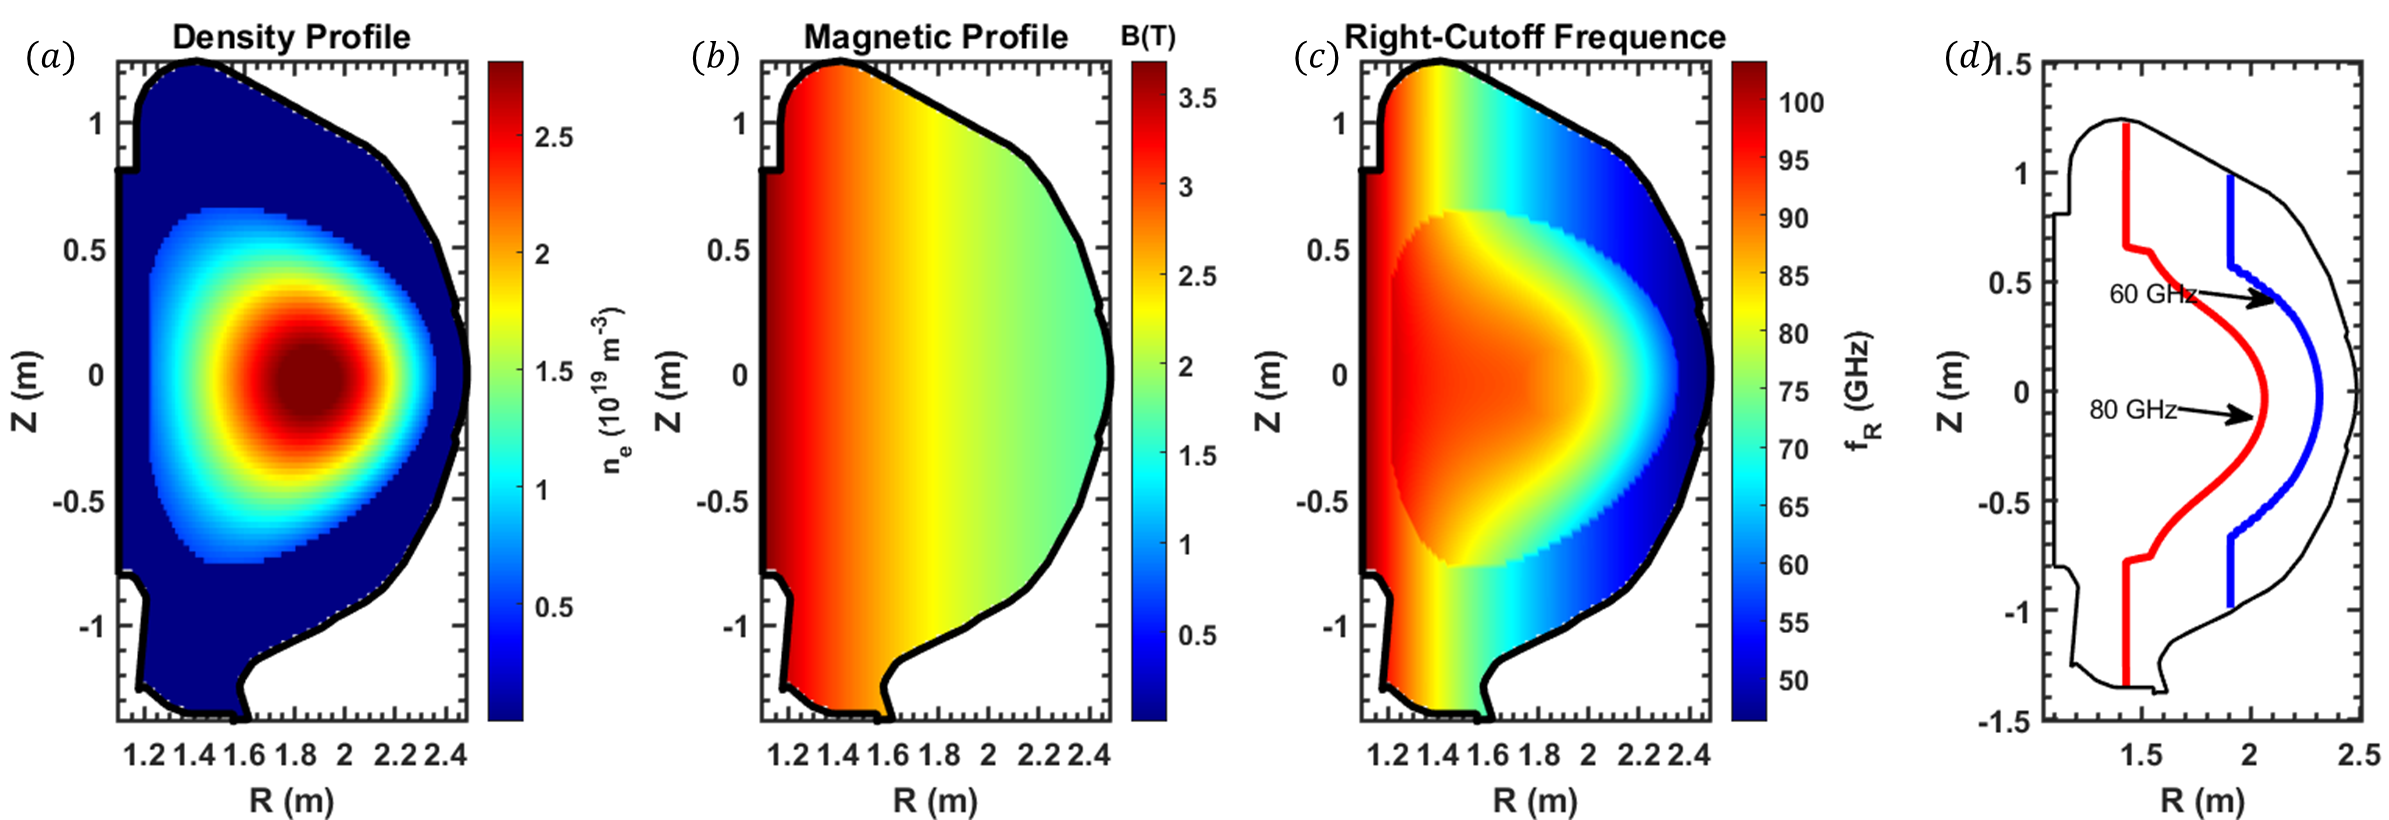 (a)
Density Profile
1
0.5
0
-0.5
-1
Z (m)
1.2 1.4 1.6 1.8 2 2.2 2.4
R (m)
2.5
2
1.5
1
0.5
n_e (10^19 m^-3)
(b)
Magnetic Profile
B(T)
1
0.5
0
-0.5
-1
Z (m)
1.2 1.4 1.6 1.8 2 2.2 2.4
R (m)
3.5
3
2.5
2
1.5
1
0.5
(c)
Right-Cutoff Frequence
1
0.5
0
-0.5
-1
Z (m)
1.2 1.4 1.6 1.8 2 2.2 2.4
R (m)
100
95
90
85
80
75
70
65
60
55
50
f_R (GHz)
(d)
1.5
1
0.5
0
-0.5
-1
-1.5
Z (m)
60 GHz
80 GHz
1.5 2 2.5
R (m)